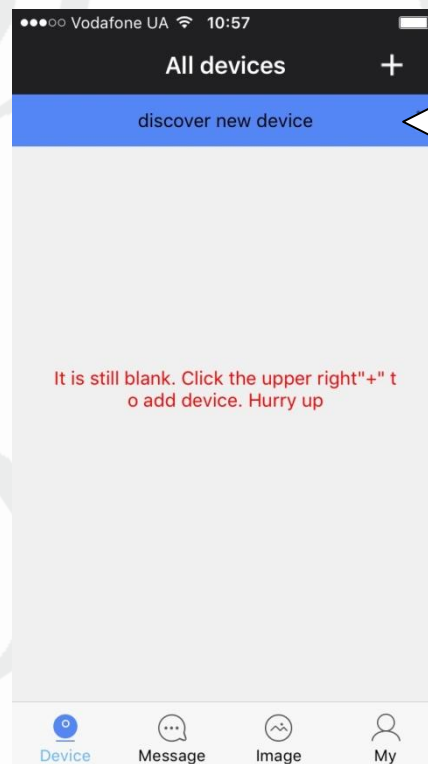 Vodafone UA 10:57
All devices
+
discover new device
It is still blank. Click the upper right"+" t
o add device. Hurry up
Device Message Image My